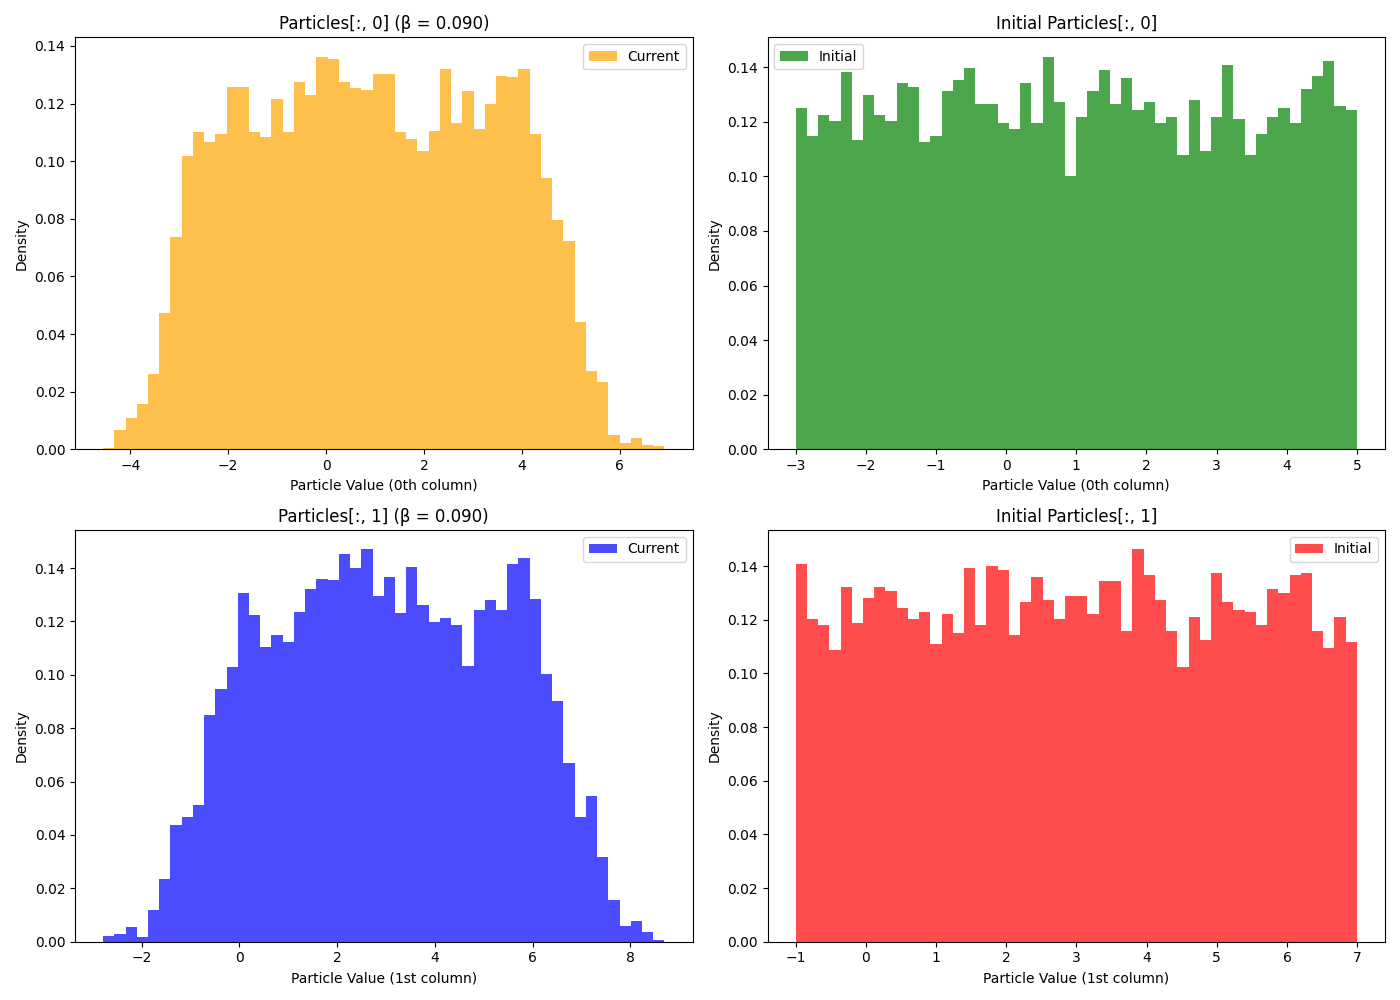 Particles[:, 0] (β = 0.090)
Current
Density
0.14
0.12
0.10
0.08
0.06
0.04
0.02
0.00
−4 −2 0 2 4 6
Particle Value (0th column)
Initial Particles[:, 0]
Initial
Density
0.14
0.12
0.10
0.08
0.06
0.04
0.02
0.00
−3 −2 −1 0 1 2 3 4 5
Particle Value (0th column)
Particles[:, 1] (β = 0.090)
Current
Density
0.14
0.12
0.10
0.08
0.06
0.04
0.02
0.00
−2 0 2 4 6 8
Particle Value (1st column)
Initial Particles[:, 1]
Initial
Density
0.14
0.12
0.10
0.08
0.06
0.04
0.02
0.00
−1 0 1 2 3 4 5 6 7
Particle Value (1st column)